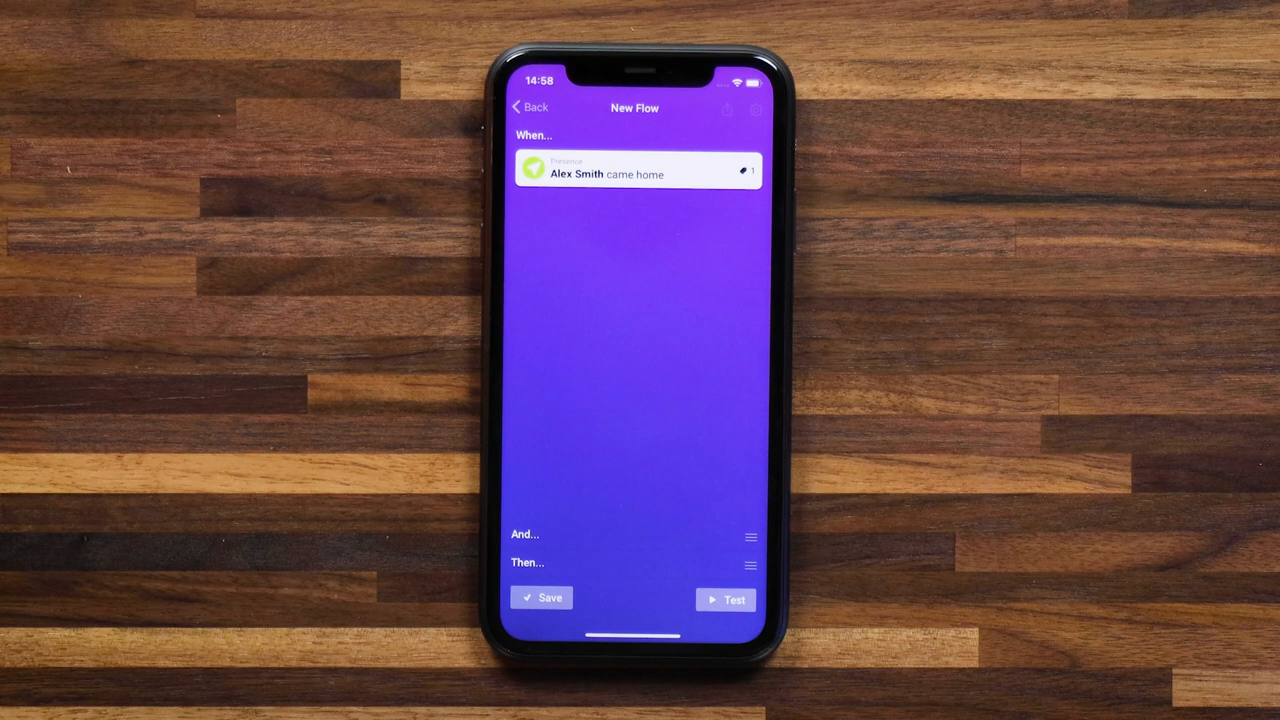 14:58
Back
New Flow
When...
Presence
Alex Smith came home
1
And...
Then...
Save
Test